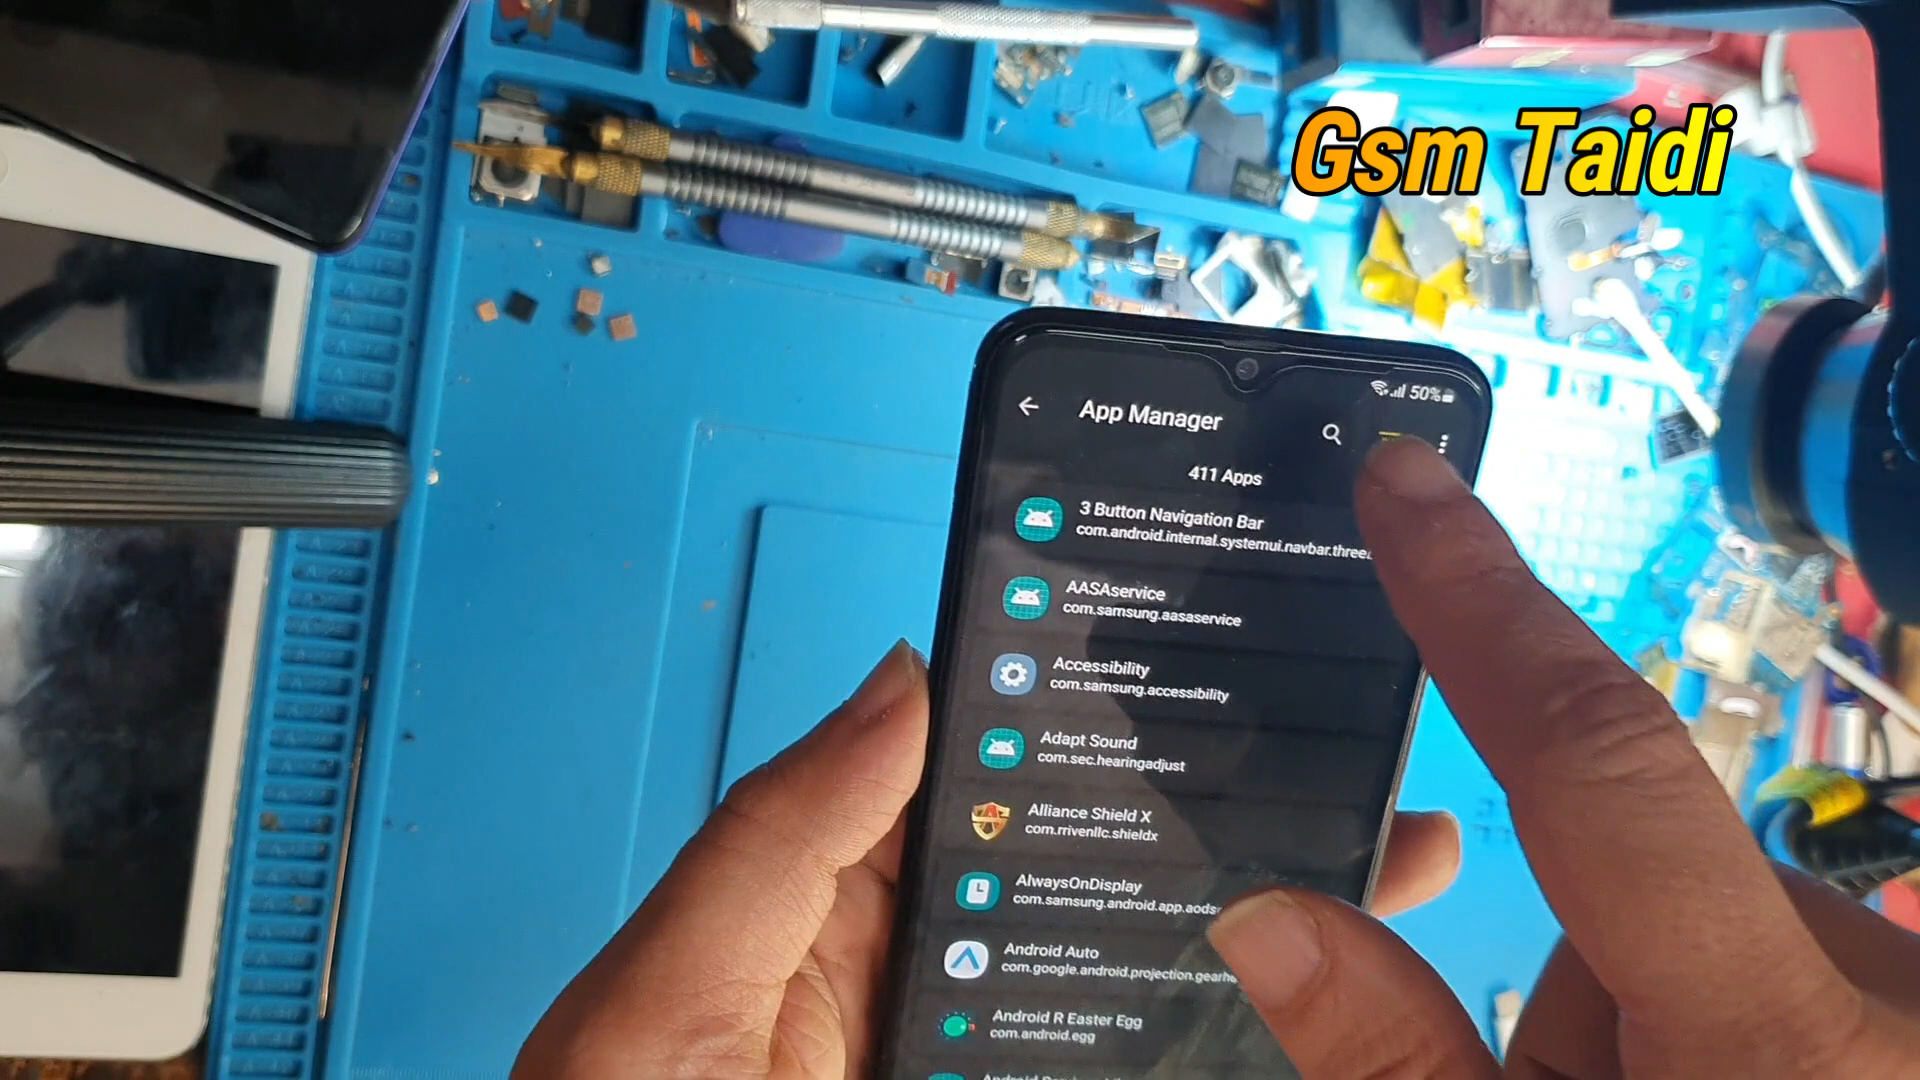 Gsm Taidi
50%
App Manager
411 Apps
3 Button Navigation Bar
com.android.internal.systemui.navbar.three
AASAservice
com.samsung.aasaservice
Accessibility
com.samsung.accessibility
Adapt Sound
com.sec.hearingadjust
Alliance Shield X
com.rrivenllc.shieldx
AlwaysOnDisplay
com.samsung.android.app.aods
Android Auto
com.google.android.projection.gearhe
Android R Easter Egg
com.android.egg